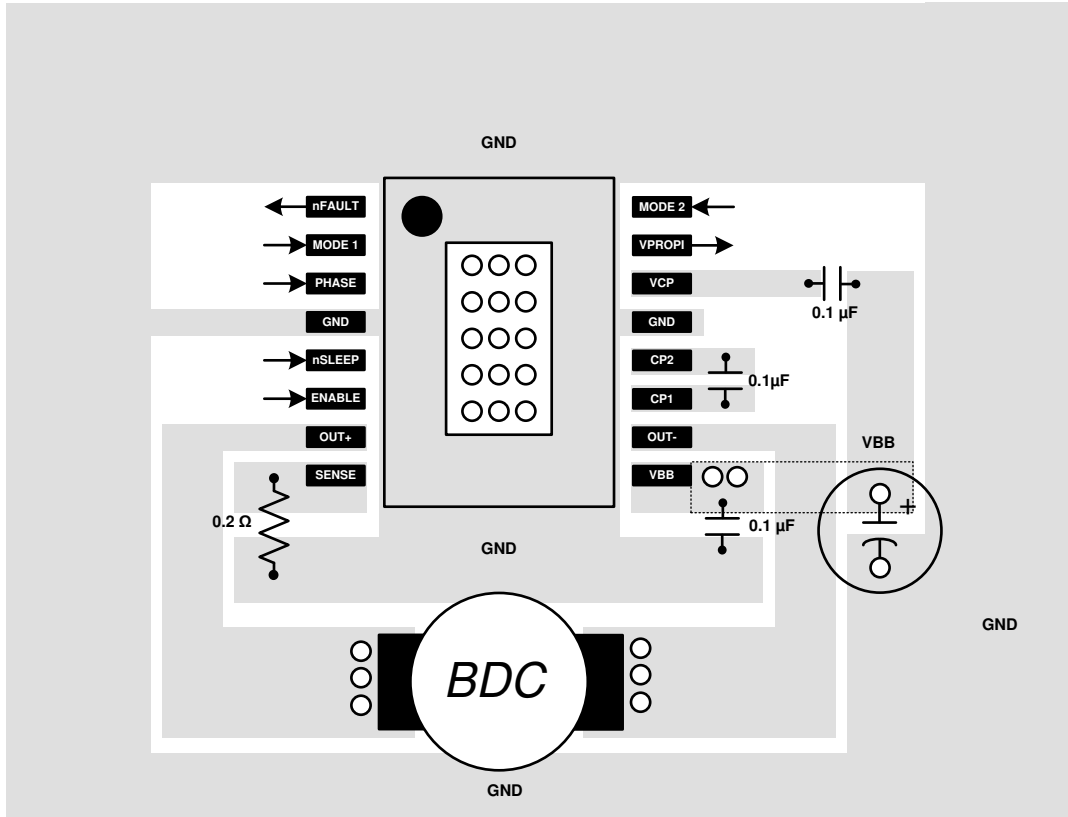 GND
nFAULT
MODE 1
PHASE
GND
nSLEEP
ENABLE
OUT+
SENSE
MODE 2
VPROPI
VCP
GND
CP2
CP1
OUT-
VBB
0.1 µF
0.1µF
VBB
+
0.1 µF
0.2 Ω
GND
GND
BDC
GND